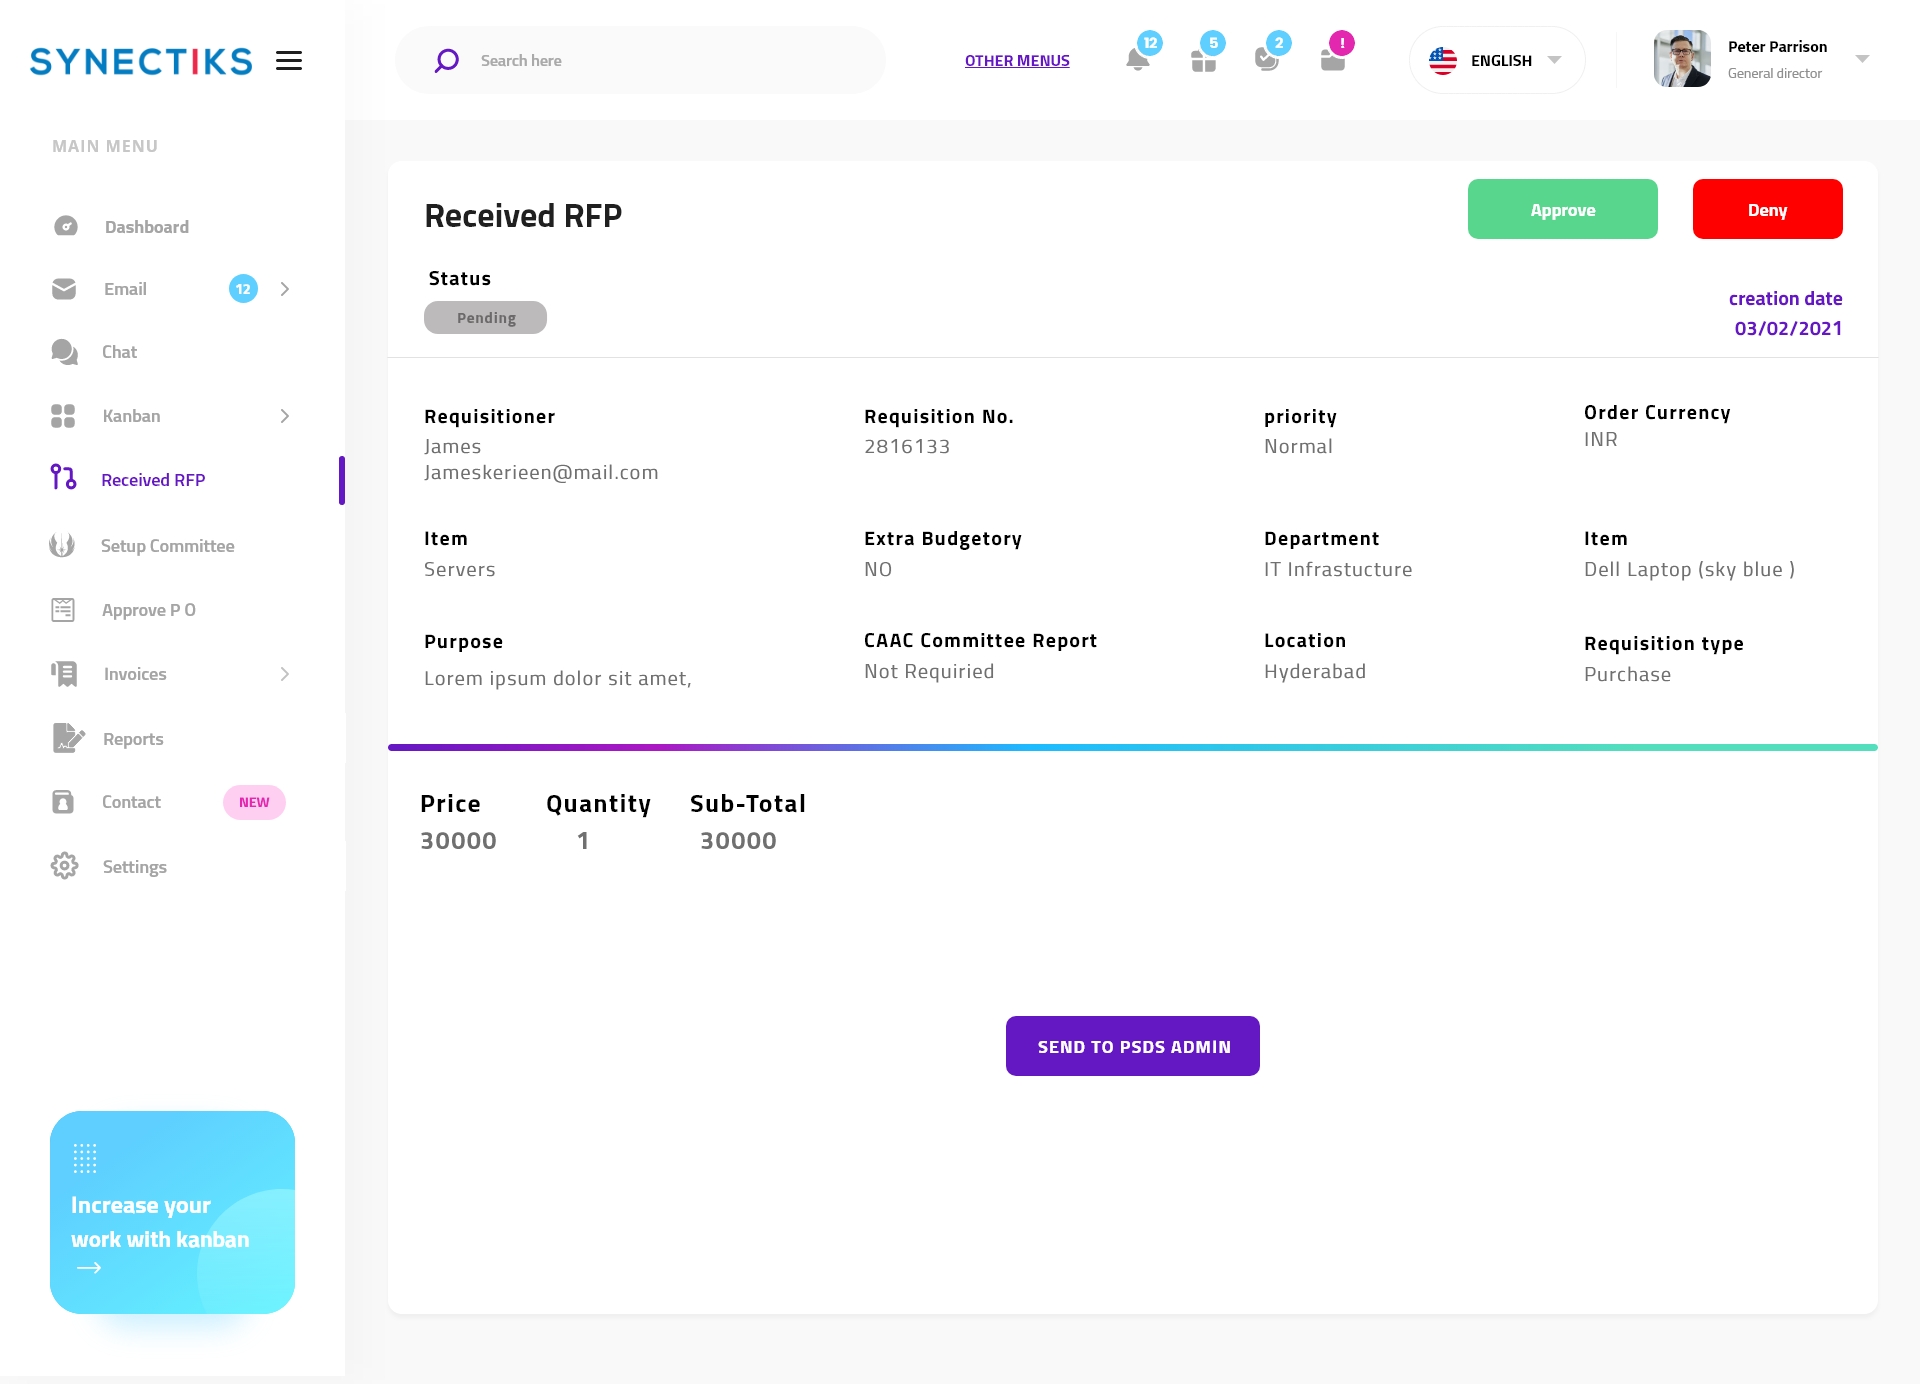 SYNECTIKS
Search here
OTHER MENUS
12
5
2
!
ENGLISH
Peter Parrison
General director
MAIN MENU
Dashboard
Email
12
Chat
Kanban
Received RFP
Setup Committee
Approve P O
Invoices
Reports
Contact
NEW
Settings
Increase your
work with kanban
Received RFP
Approve
Deny
Status
Pending
creation date
03/02/2021
Requisitioner
James
Jameskerieen@mail.com
Requisition No.
2816133
priority
Normal
Order Currency
INR
Item
Servers
Extra Budgetory
NO
Department
IT Infrastucture
Item
Dell Laptop (sky blue )
Purpose
Lorem ipsum dolor sit amet,
CAAC Committee Report
Not Requiried
Location
Hyderabad
Requisition type
Purchase
Price
30000
Quantity
1
Sub-Total
30000
SEND TO PSDS ADMIN